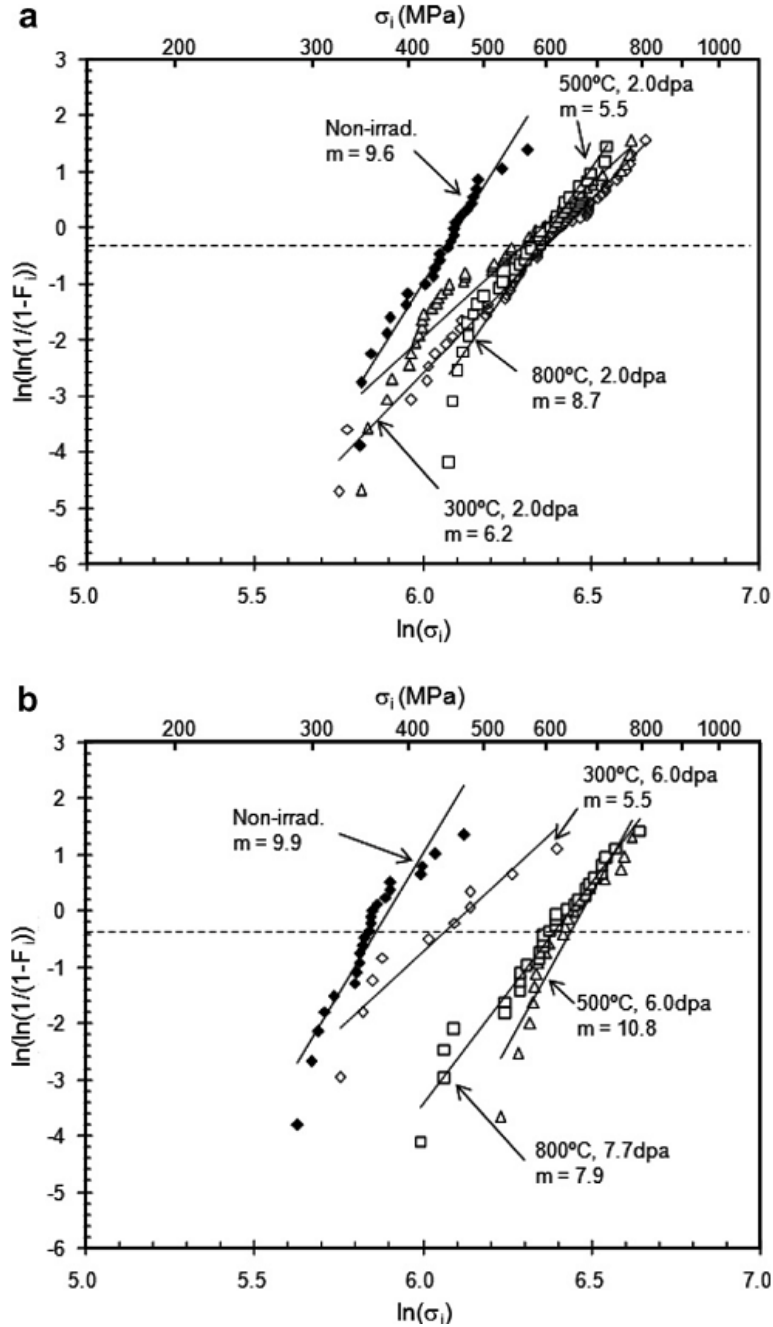 a
σi (MPa)
200 300 400 500 600 800 1000
3
2
1
0
-1
-2
-3
-4
-5
-6
ln(ln(1/(1-Fi))
Non-irrad.
m = 9.6
500ºC, 2.0dpa
m = 5.5
800ºC, 2.0dpa
m = 8.7
300ºC, 2.0dpa
m = 6.2
5.0 5.5 6.0 6.5 7.0
ln(σi)
b
σi (MPa)
200 300 400 500 600 800 1000
3
2
1
0
-1
-2
-3
-4
-5
-6
ln(ln(1/(1-Fi))
Non-irrad.
m = 9.9
300ºC, 6.0dpa
m = 5.5
500ºC, 6.0dpa
m = 10.8
800ºC, 7.7dpa
m = 7.9
5.0 5.5 6.0 6.5 7.0
ln(σi)